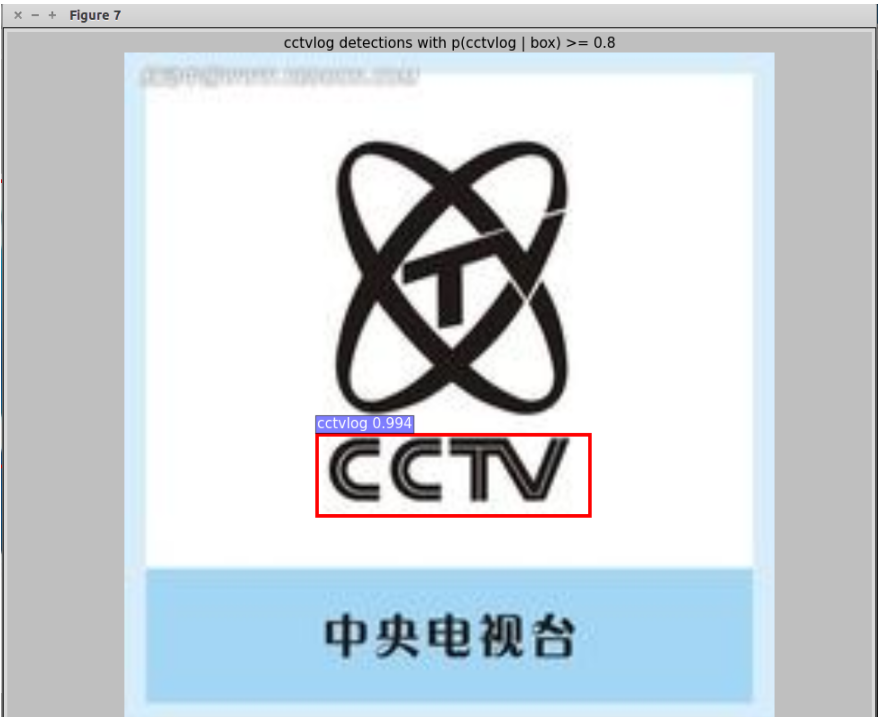 Figure 7
cctvlog detections with p(cctvlog | box) >= 0.8
cctvlog 0.994
CCTV
中央电视台